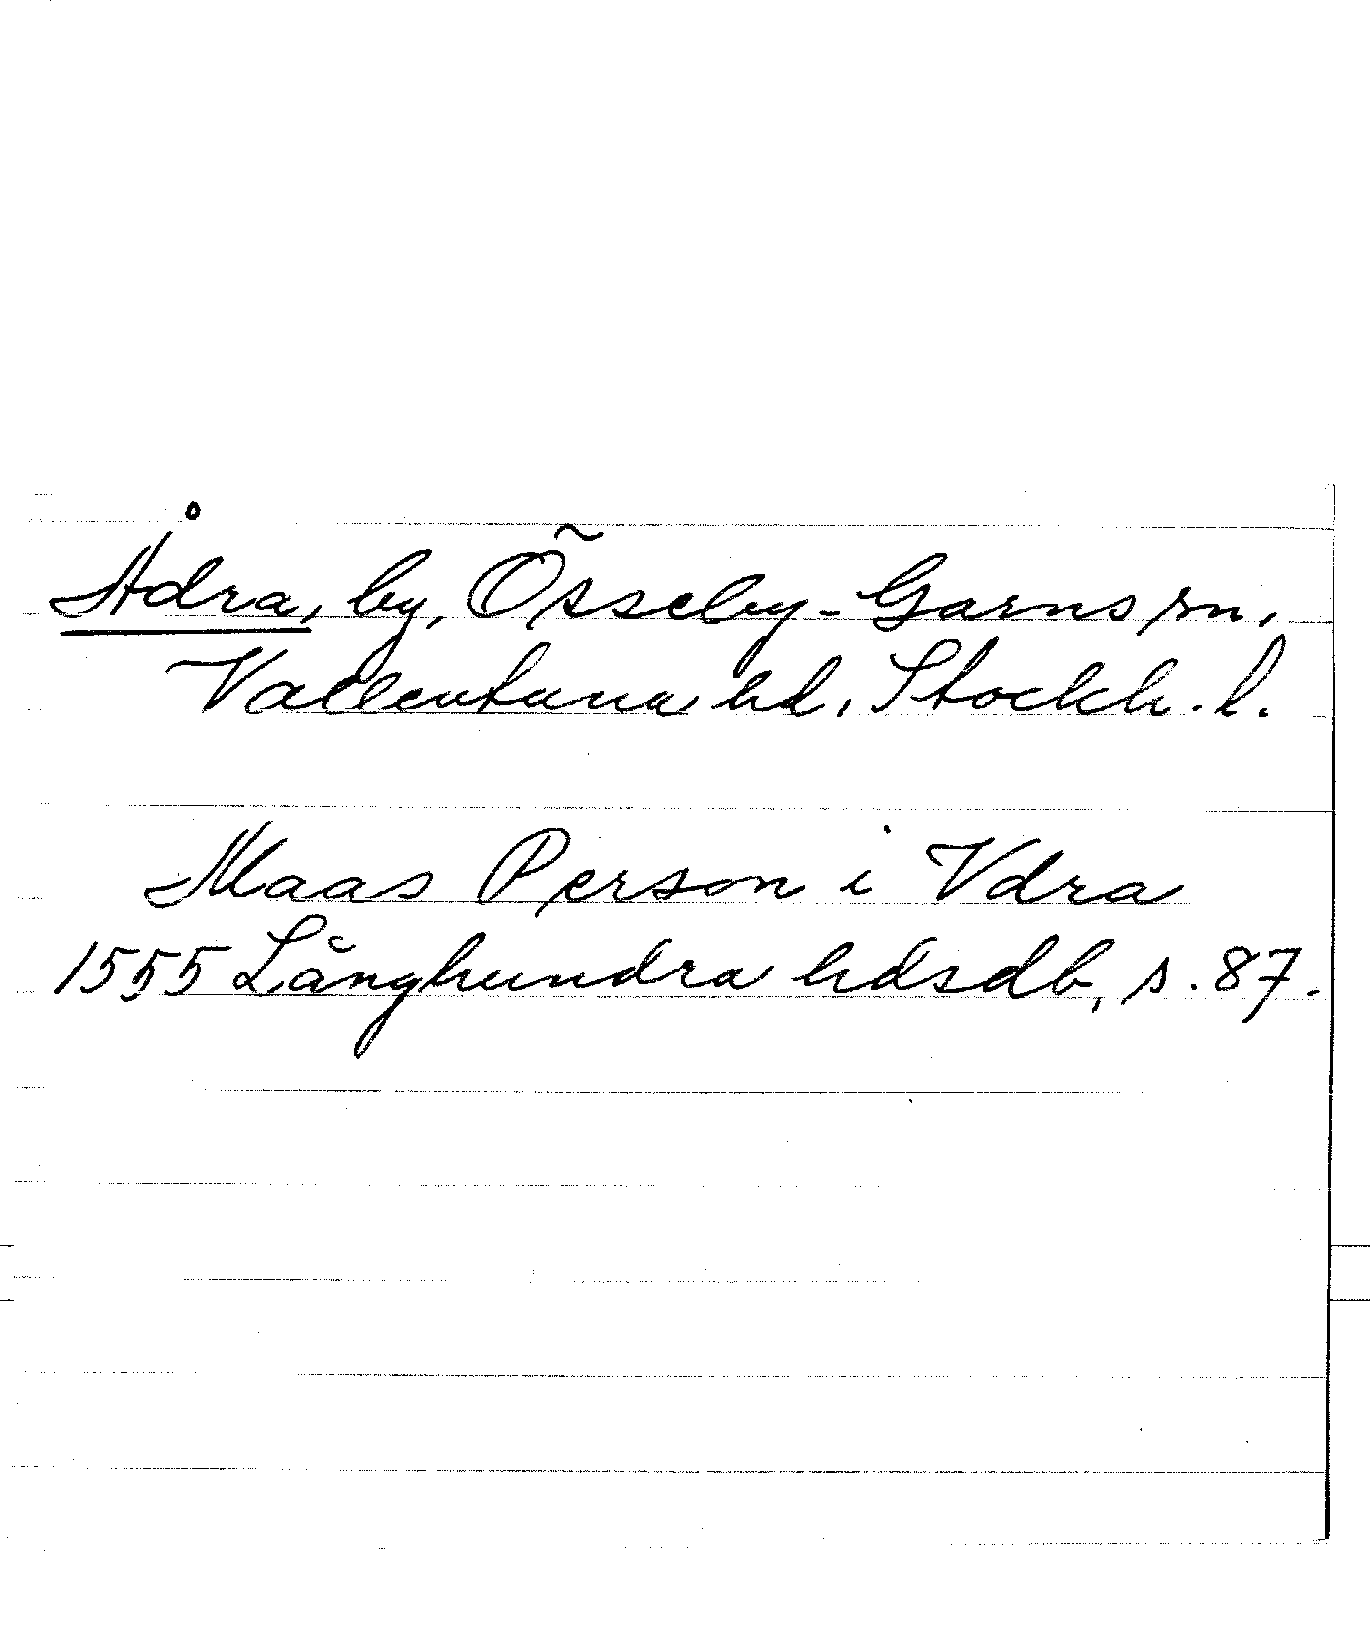 Ådra, by, Össeby-Garns sn,
Vallentuna hd, Stockh. l.
Maas Person i Vdra
1555 Långhundra hdsdb, s. 87.